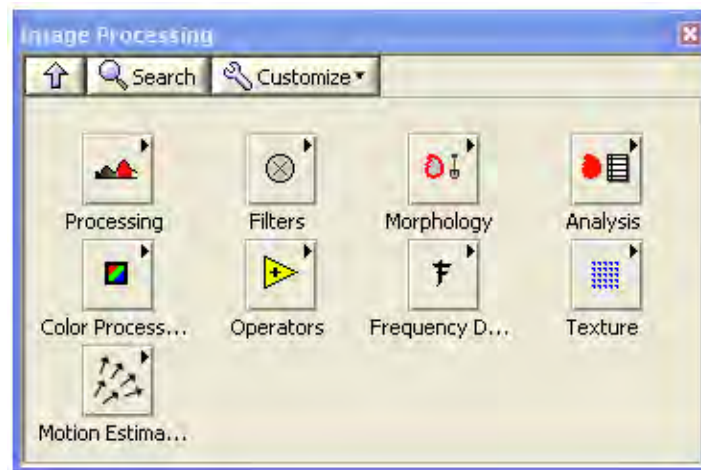 Image Processing
Search Customize
Processing Filters Morphology Analysis
Color Process... Operators Frequency D... Texture
Motion Estima...